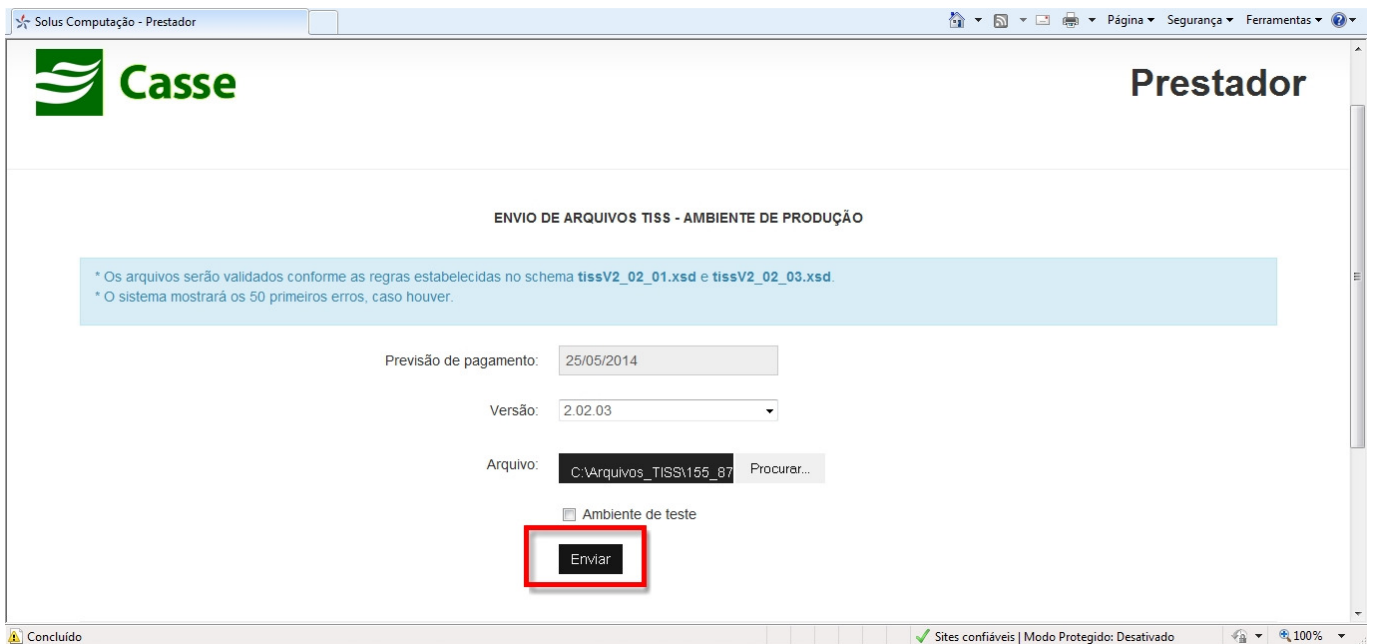 Solus Computação - Prestador
Página Segurança Ferramentas
Casse
Prestador
ENVIO DE ARQUIVOS TISS - AMBIENTE DE PRODUÇÃO
* Os arquivos serão validados conforme as regras estabelecidas no schema tissV2_02_01.xsd e tissV2_02_03.xsd.
* O sistema mostrará os 50 primeiros erros, caso houver.
Previsão de pagamento: 25/05/2014
Versão: 2.02.03
Arquivo: C:\Arquivos_TISS\155_87 Procurar...
Ambiente de teste
Enviar
Concluído Sites confiáveis | Modo Protegido: Desativado 100%